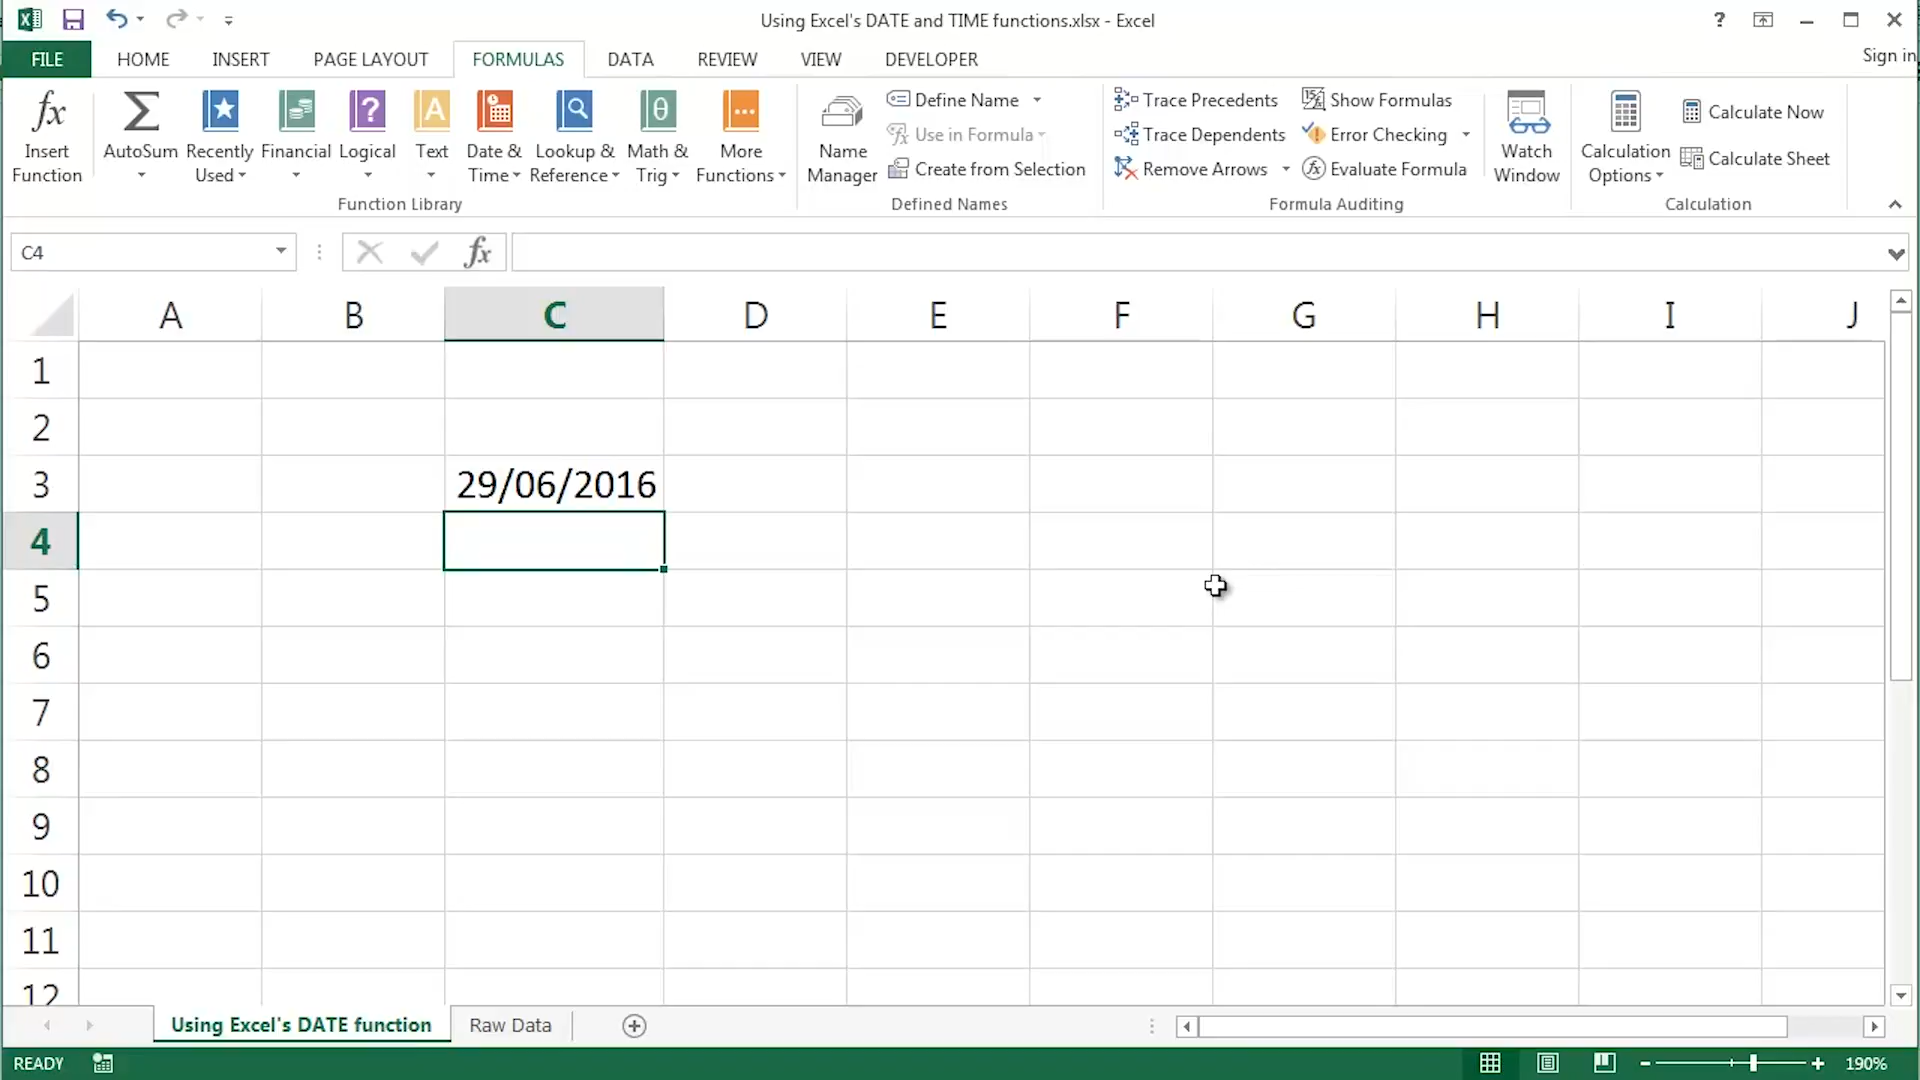 Using Excel's DATE and TIME functions.xlsx - Excel
?
Sign in
FILE HOME INSERT PAGE LAYOUT FORMULAS DATA REVIEW VIEW DEVELOPER
fx Insert Function
Σ AutoSum
Recently Used
Financial
? Logical
A Text
Date & Time
Lookup & Reference
θ Math & Trig
More Functions
Function Library
Name Manager
Define Name
Use in Formula
Create from Selection
Defined Names
Trace Precedents
Trace Dependents
Remove Arrows
Show Formulas
Error Checking
Evaluate Formula
Formula Auditing
Watch Window
Calculation Options
Calculate Now
Calculate Sheet
Calculation
C4 fx
A B C D E F G H I J
1
2
3 29/06/2016
4
5
6
7
8
9
10
11
12
Using Excel's DATE function Raw Data
READY 190%